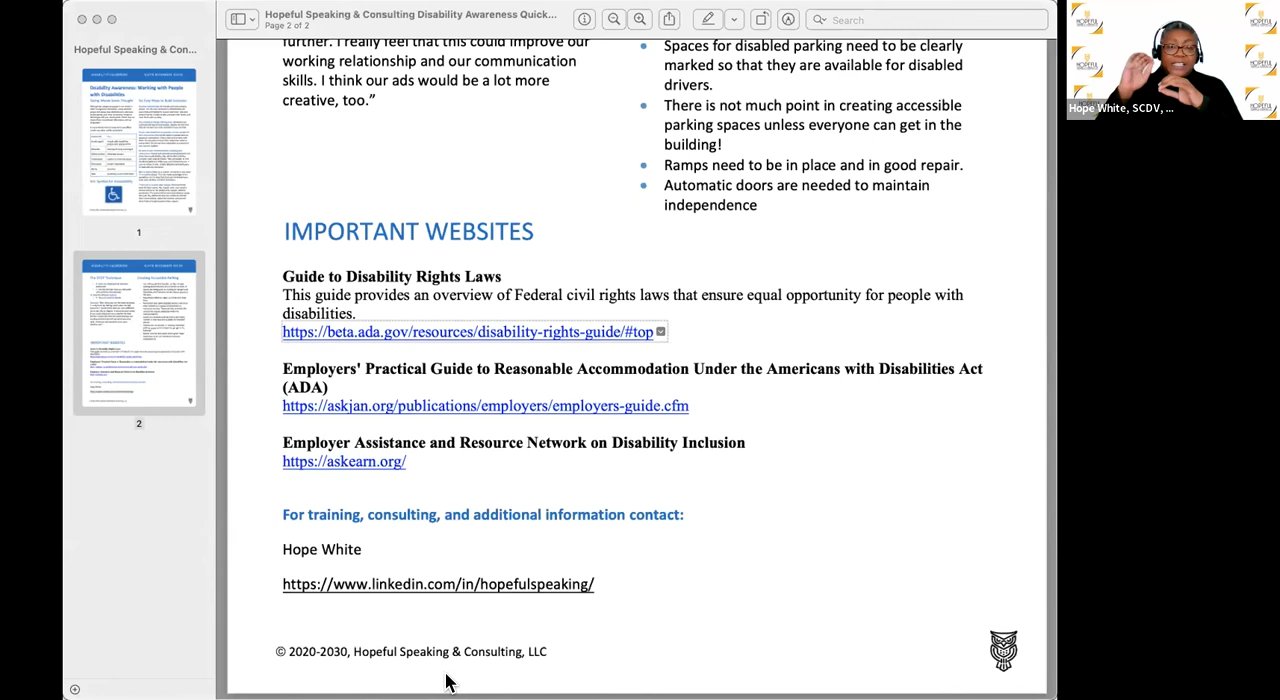 Hopeful Speaking & Consulting Disability Awareness Quick...
Page 2 of 2
Search
Hopeful Speaking & Con...
Disability Awareness: Working with People
with Disabilities
1
2
further. I really feel that this could improve our
working relationship and our communication
skills. I think our ads would be a lot more
creative, too.”
Spaces for disabled parking need to be clearly
marked so that they are available for disabled
drivers.
There is not much point in creating accessible
parking spaces unless everyone can get in the
building!
Ramps need to be in place and in good repair.
Automatic doors are needed to maintain
independence
IMPORTANT WEBSITES
Guide to Disability Rights Laws
This guide provides an overview of Federal civil rights laws that ensure equal opportunity for people with
disabilities.
https://beta.ada.gov/resources/disability-rights-guide/#top
Employers' Practical Guide to Reasonable Accommodation Under the Americans with Disabilities Act
(ADA)
https://askjan.org/publications/employers/employers-guide.cfm
Employer Assistance and Resource Network on Disability Inclusion
https://askearn.org/
For training, consulting, and additional information contact:
Hope White
https://www.linkedin.com/in/hopefulspeaking/
© 2020-2030, Hopeful Speaking & Consulting, LLC
HOPEFUL
Hope White, SCDV, ...